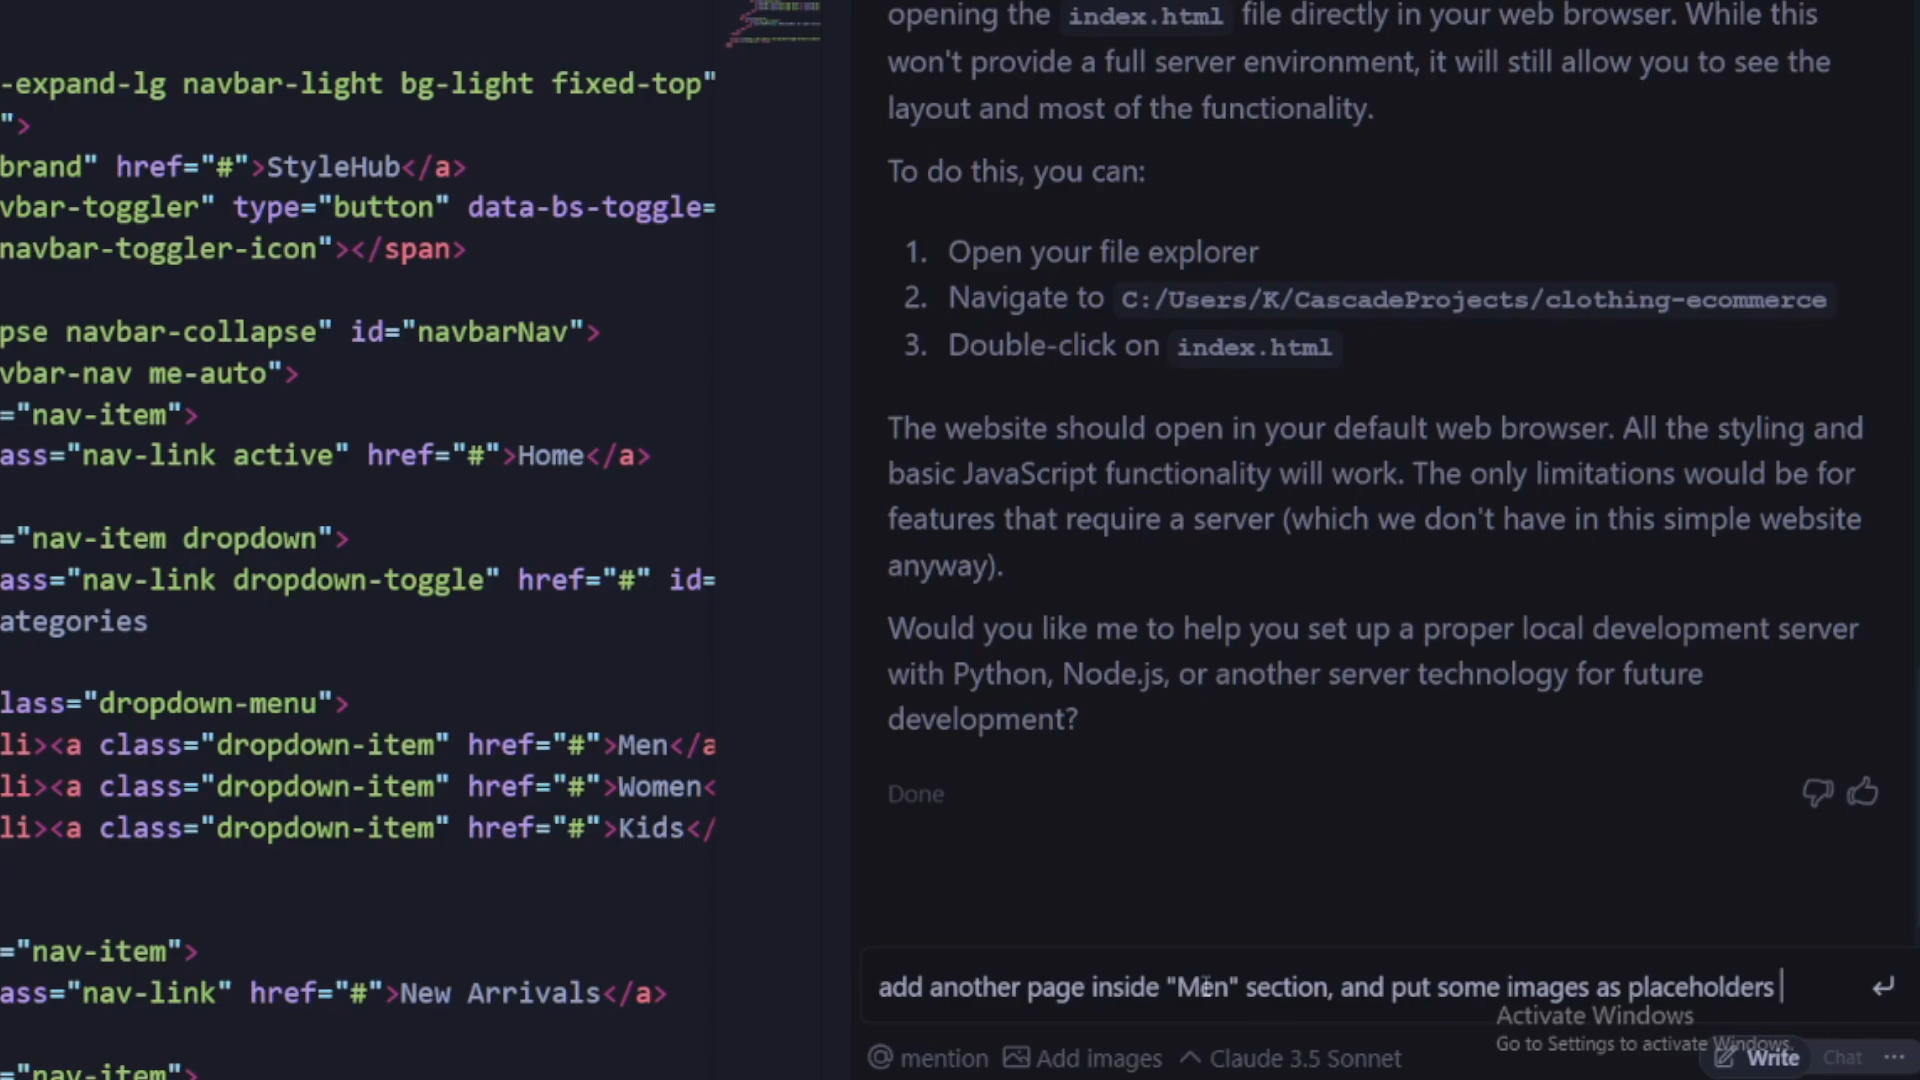 -expand-lg navbar-light bg-light fixed-top"
">
brand" href="#">StyleHub</a>
vbar-toggler" type="button" data-bs-toggle=
navbar-toggler-icon"></span>
pse navbar-collapse" id="navbarNav">
vbar-nav me-auto">
="nav-item">
ass="nav-link active" href="#">Home</a>
="nav-item dropdown">
ass="nav-link dropdown-toggle" href="#" id=
ategories
lass="dropdown-menu">
li><a class="dropdown-item" href="#">Men</a
li><a class="dropdown-item" href="#">Women<
li><a class="dropdown-item" href="#">Kids</
="nav-item">
ass="nav-link" href="#">New Arrivals</a>
="nav-item">
opening the index.html file directly in your web browser. While this
won't provide a full server environment, it will still allow you to see the
layout and most of the functionality.
To do this, you can:
1. Open your file explorer
2. Navigate to C:/Users/K/CascadeProjects/clothing-ecommerce
3. Double-click on index.html
The website should open in your default web browser. All the styling and
basic JavaScript functionality will work. The only limitations would be for
features that require a server (which we don't have in this simple website
anyway).
Would you like me to help you set up a proper local development server
with Python, Node.js, or another server technology for future
development?
Done
add another page inside "Men" section, and put some images as placeholders
Activate Windows
Go to Settings to activate Windows.
@ mention Add images Claude 3.5 Sonnet Write Chat ...